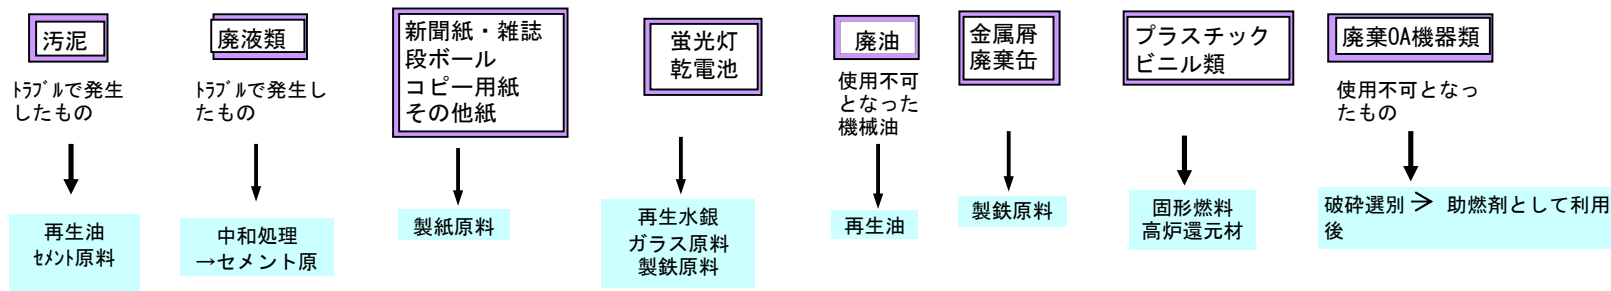 汚泥
ﾄﾗﾌﾞﾙで発生
したもの
再生油
ｾﾒﾝﾄ原料
廃液類
ﾄﾗﾌﾞﾙで発生し
たもの
中和処理
→セメント原
新聞紙・雑誌
段ボール
コピー用紙
その他紙
製紙原料
蛍光灯
乾電池
再生水銀
ガラス原料
製鉄原料
廃油
使用不可
となった
機械油
再生油
金属屑
廃棄缶
製鉄原料
プラスチック
ビニル類
固形燃料
高炉還元材
廃棄OA機器類
使用不可となっ
たもの
破砕選別 > 助燃剤として利用
後